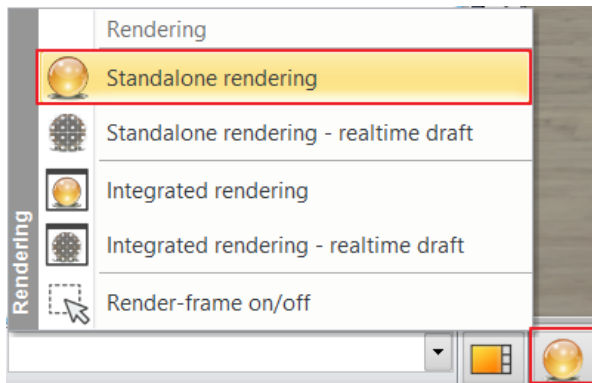 Rendering
Standalone rendering
Standalone rendering - realtime draft
Integrated rendering
Integrated rendering - realtime draft
Render-frame on/off
Rendering